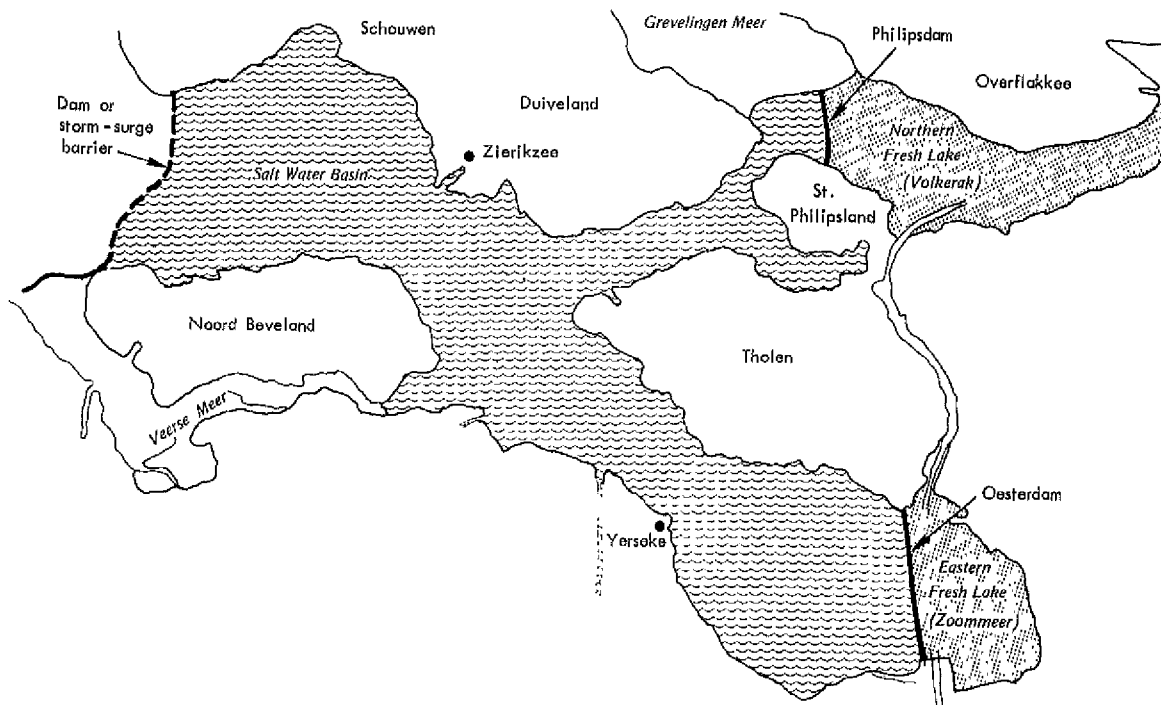 Schouwen
Grevelingen Meer
Philipsdam
Overflakkee
Dam or
storm-surge
barrier
Duiveland
Northern
Fresh Lake
(Volkerak)
Zierikzee
Salt Water Basin
St.
Philipsland
Noord Beveland
Tholen
Veerse Meer
Oesterdam
Yerseke
Eastern
Fresh Lake
(Zoommeer)